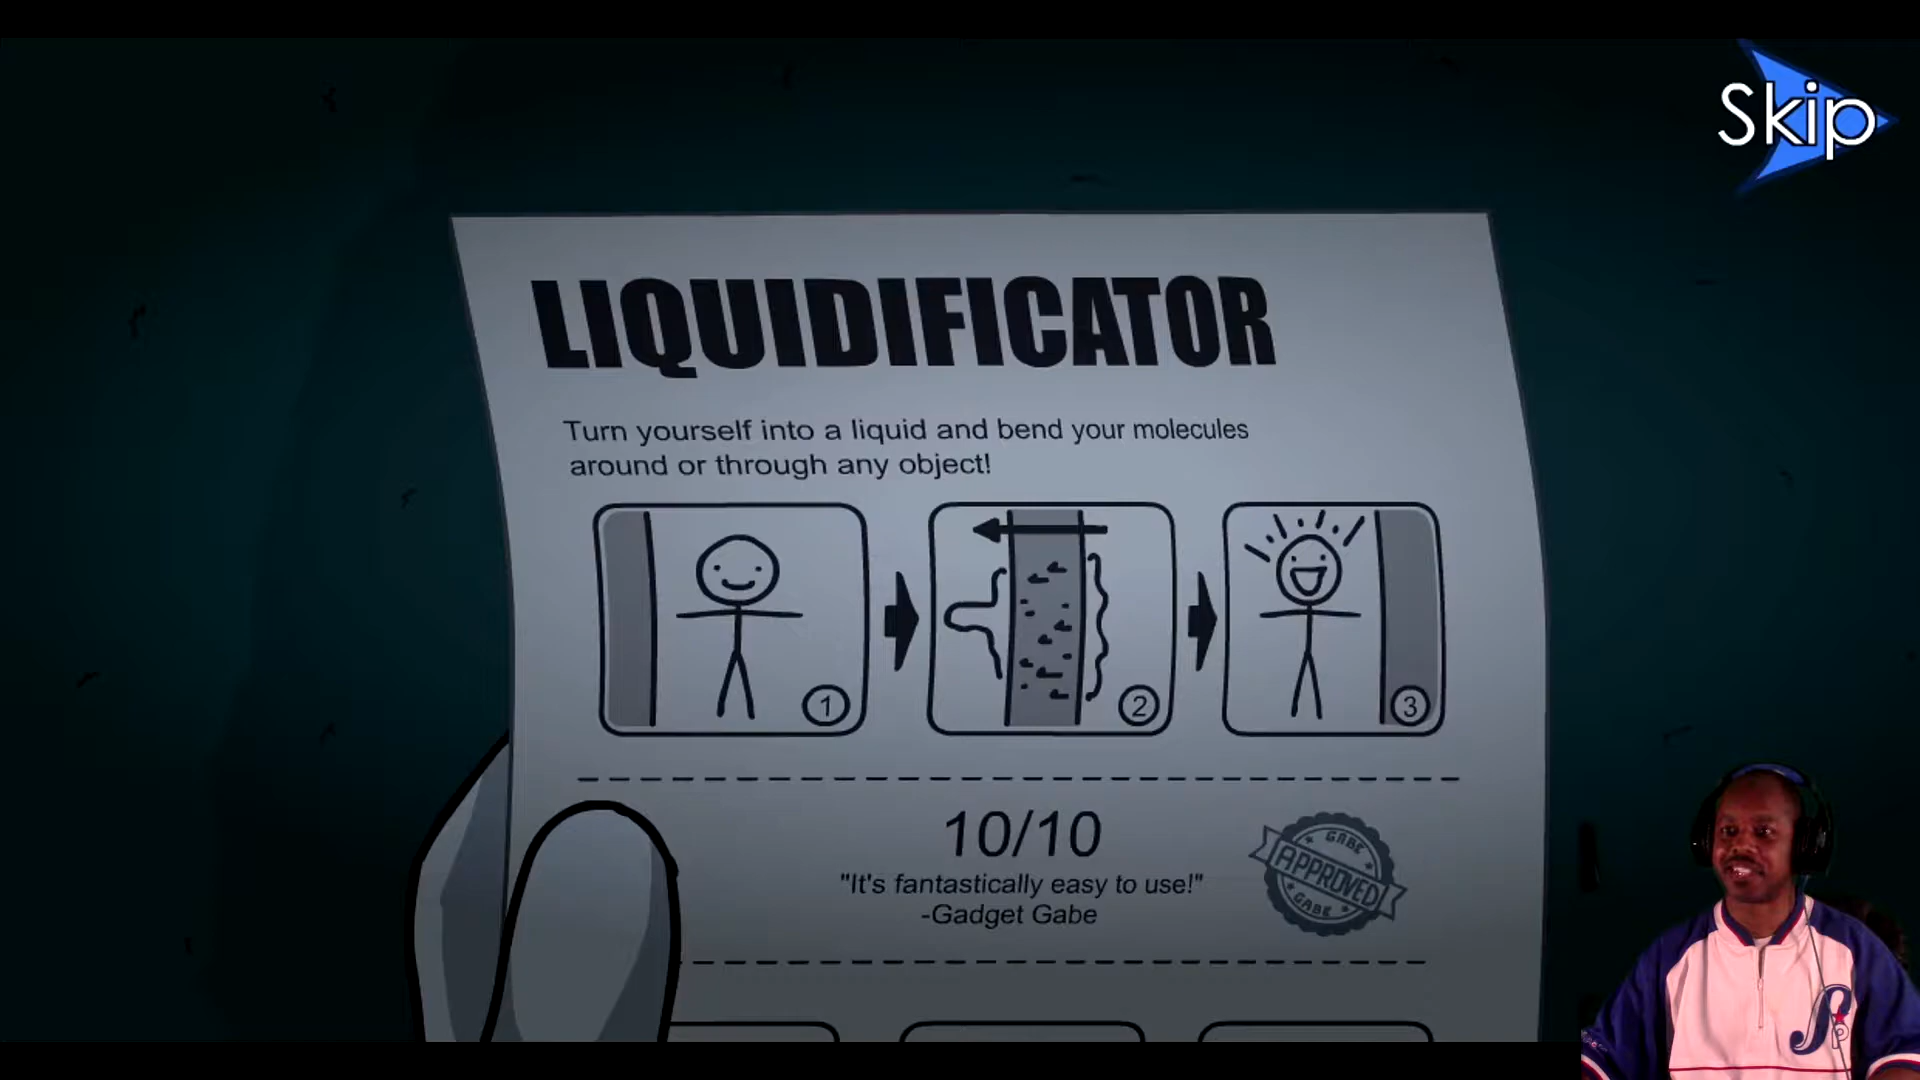 Skip
LIQUIDIFICATOR
Turn yourself into a liquid and bend your molecules
around or through any object!
1
2
3
10/10
"It's fantastically easy to use!"
-Gadget Gabe
GABE
APPROVED
GABE